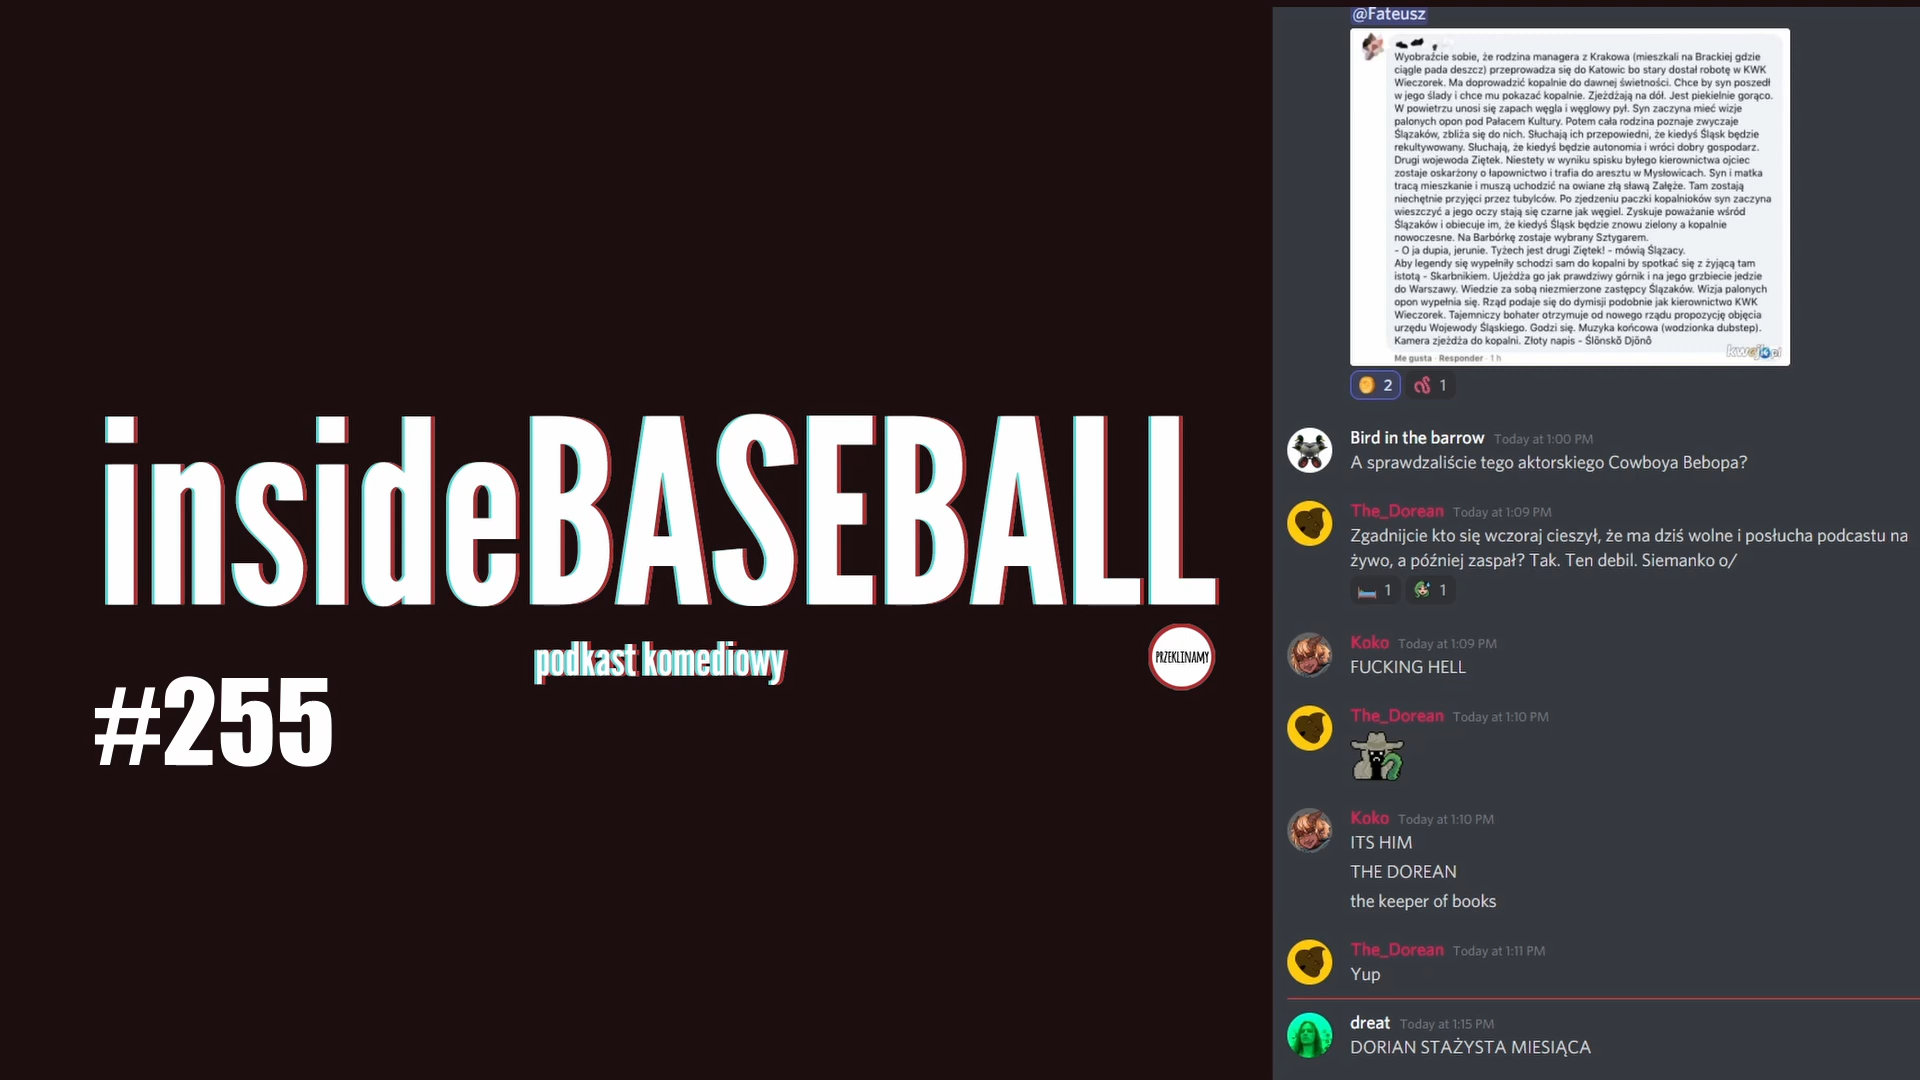 insideBASEBALL
podkast komediowy
PRZEKLINAMY
#255
@Fateusz
Wyobraźcie sobie, że rodzina managera z Krakowa (mieszkali na Brackiej gdzie
ciągle pada deszcz) przeprowadza się do Katowic bo stary dostał robotę w KWK
Wieczorek. Ma doprowadzić kopalnie do dawnej świetności. Chce by syn poszedł
w jego ślady i chce mu pokazać kopalnie. Zjeżdżają na dół. Jest piekielnie gorąco.
W powietrzu unosi się zapach węgla i węglowy pył. Syn zaczyna mieć wizje
palonych opon pod Pałacem Kultury. Potem cała rodzina poznaje zwyczaje
Ślązaków, zbliża się do nich. Słuchają ich przepowiedni, że kiedyś Śląsk będzie
rekultywowany. Słuchają, że kiedyś będzie autonomia i wróci dobry gospodarz.
Drugi wojewoda Ziętek. Niestety w wyniku spisku byłego kierownictwa ojciec
zostaje oskarżony o łapownictwo i trafia do aresztu w Mysłowicach. Syn i matka
tracą mieszkanie i muszą uchodzić na owiane złą sławą Załęże. Tam zostają
niechętnie przyjęci przez tubylców. Po zjedzeniu paczki kopalnioków syn zaczyna
wieszczyć a jego oczy stają się czarne jak węgiel. Zyskuje poważanie wśród
Ślązaków i obiecuje im, że kiedyś Śląsk będzie znowu zielony a kopalnie
nowoczesne. Na Barbórkę zostaje wybrany Sztygarem.
- O ja dupia, jerunie. Tyżech jest drugi Ziętek! - mówią Ślązacy.
Aby legendy się wypełniły schodzi sam do kopalni by spotkać się z żyjącą tam
istotą - Skarbnikiem. Ujeżdża go jak prawdziwy górnik i na jego grzbiecie jedzie
do Warszawy. Wiedzie za sobą niezmierzone zastępcy Ślązaków. Wizja palonych
opon wypełnia się. Rząd podaje się do dymisji podobnie jak kierownictwo KWK
Wieczorek. Tajemniczy bohater otrzymuje od nowego rządu propozycję objęcia
urzędu Wojewody Śląskiego. Godzi się. Muzyka końcowa (wodzionka dubstep).
Kamera zjeżdża do kopalni. Złoty napis - Ślōnskŏ Djōnŏ
Me gusta · Responder · 1 h
kwejk.pl
2 1
Bird in the barrow Today at 1:00 PM
A sprawdzaliście tego aktorskiego Cowboya Bebopa?
The_Dorean Today at 1:09 PM
Zgadnijcie kto się wczoraj cieszył, że ma dziś wolne i posłucha podcastu na
żywo, a później zaspał? Tak. Ten debil. Siemanko o/
1 1
Koko Today at 1:09 PM
FUCKING HELL
The_Dorean Today at 1:10 PM
Koko Today at 1:10 PM
ITS HIM
THE DOREAN
the keeper of books
The_Dorean Today at 1:11 PM
Yup
dreat Today at 1:15 PM
DORIAN STAŻYSTA MIESIĄCA